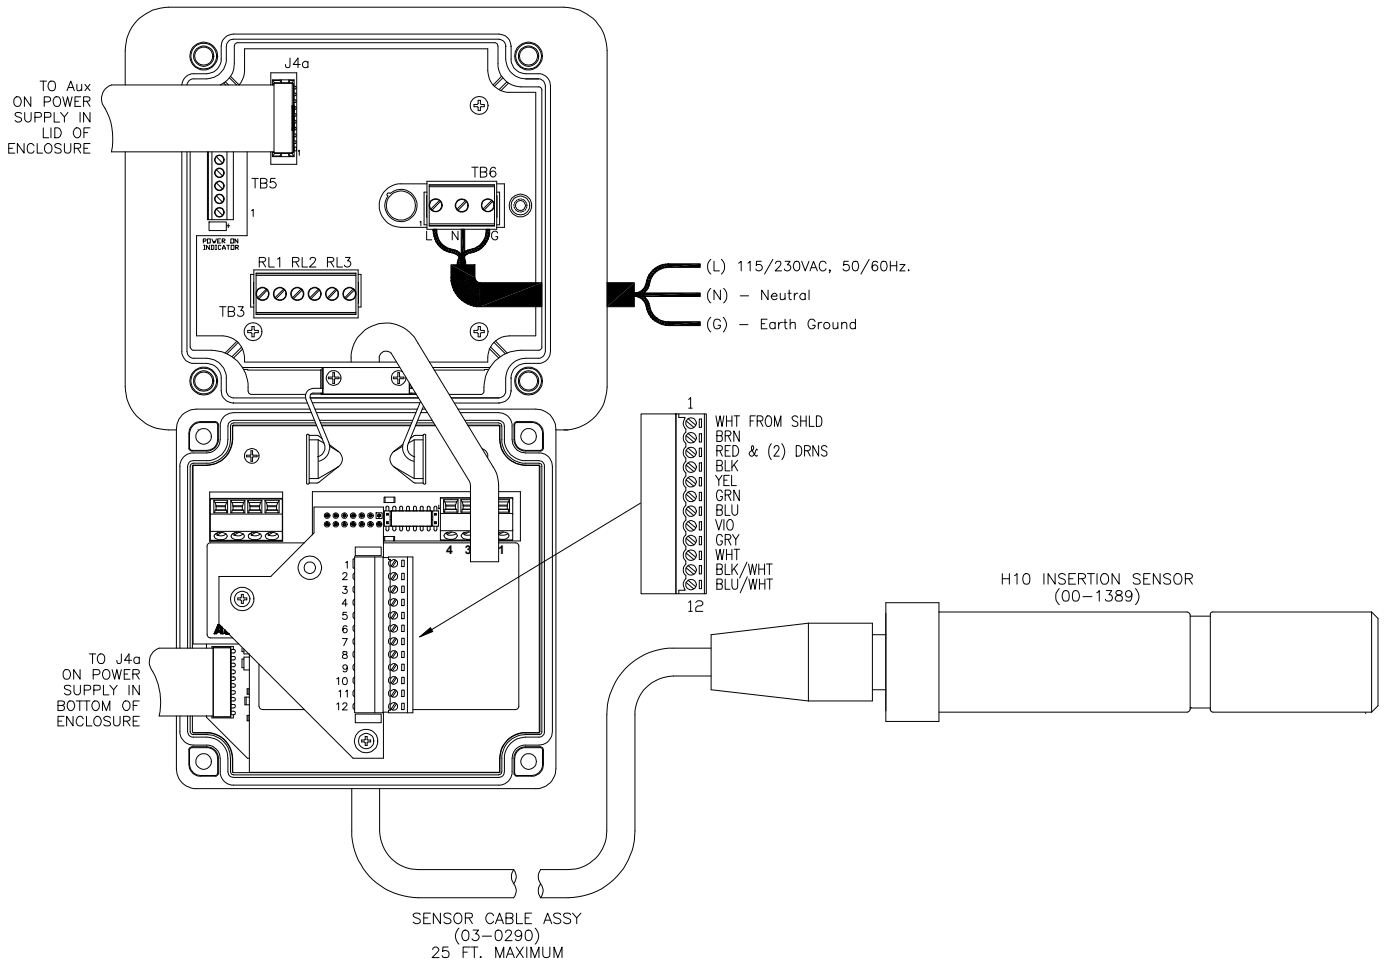 J4a
TO Aux
ON POWER
SUPPLY IN
LID OF
ENCLOSURE
1
TB5
1
+
POWER ON
INDICATOR
TB6
1
L N G
RL1 RL2 RL3
TB3
(L) 115/230VAC, 50/60Hz.
(N) - Neutral
(G) - Earth Ground
1
WHT FROM SHLD
BRN
RED & (2) DRNS
BLK
YEL
GRN
BLU
VIO
GRY
WHT
BLK/WHT
BLU/WHT
12
4 3 1
1
2
3
4
5
6
7
8
9
10
11
12
TO J4a
ON POWER
SUPPLY IN
BOTTOM OF
ENCLOSURE
H10 INSERTION SENSOR
(00-1389)
SENSOR CABLE ASSY
(03-0290)
25 FT. MAXIMUM